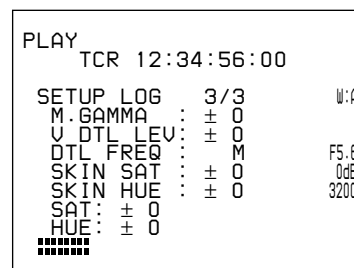 PLAY
TCR 12:34:56:00
SETUP LOG 3/3 W:A
M.GAMMA : ± 0
V DTL LEV: ± 0
DTL FREQ : M F5.6
SKIN SAT : ± 0 0dB
SKIN HUE : ± 0 3200
SAT: ± 0
HUE: ± 0